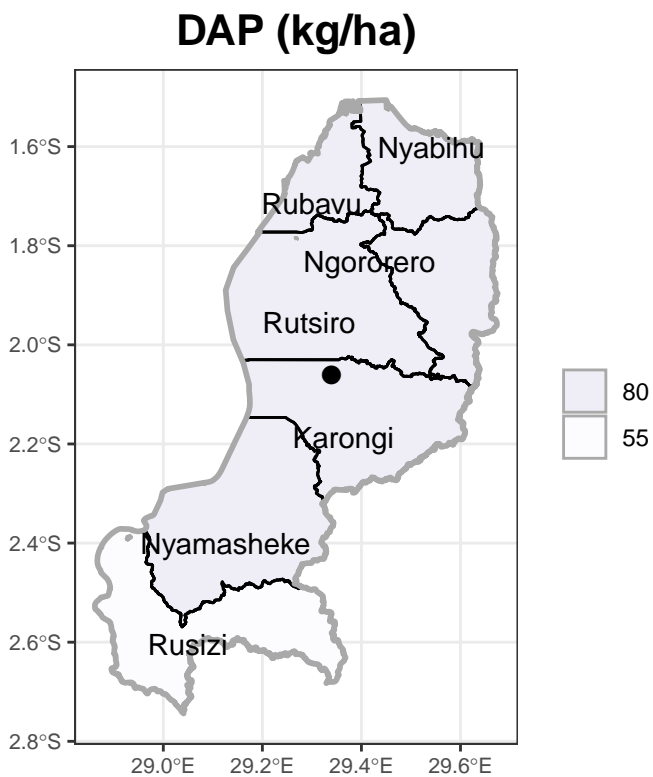 DAP (kg/ha)
1.6°S
Nyabihu
Rubavu
1.8°S
Ngororero
Rutsiro
2.0°S
80
55
2.2°S
Karongi
2.4°S
Nyamasheke
2.6°S
Rusizi
2.8°S
29.0°E 29.2°E 29.4°E 29.6°E